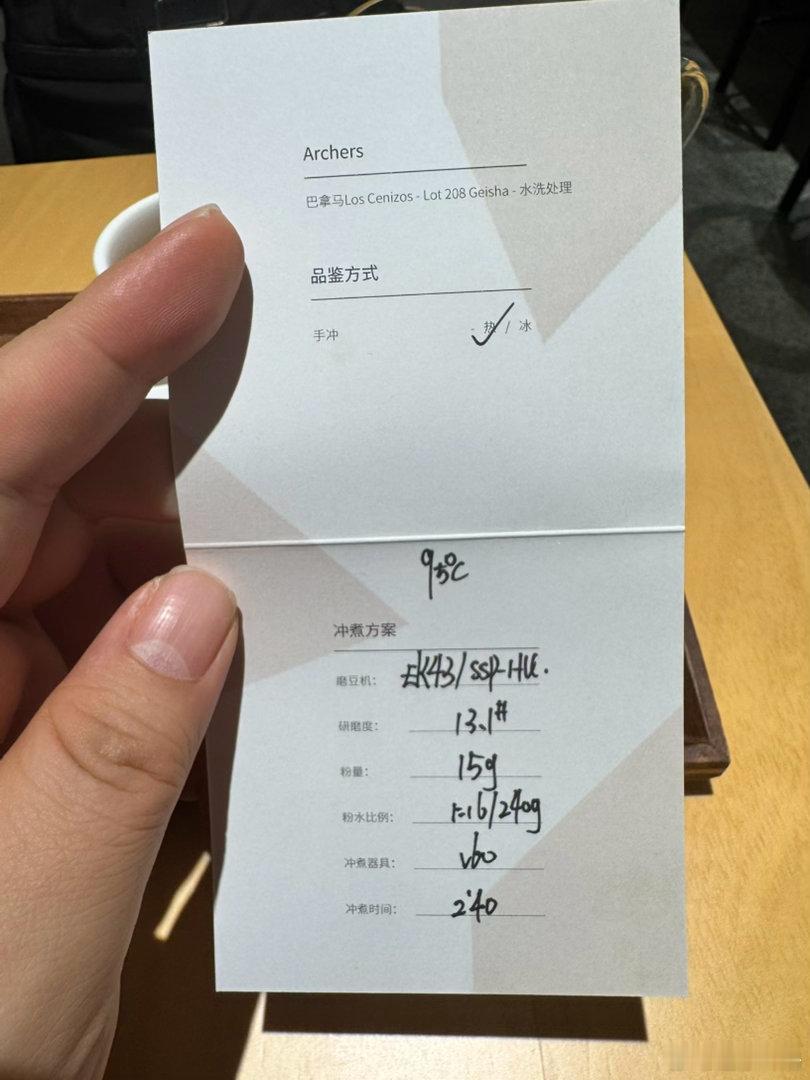 Archers
巴拿马Los Cenizos - Lot 208 Geisha - 水洗处理
品鉴方式
手冲 - 热 / 冰
95°C
冲煮方案
磨豆机: EK43/SSP-HU.
研磨度: 13.1#
粉量: 15g
粉水比例: 1:16/240g
冲煮器具: V60
冲煮时间: 2'40